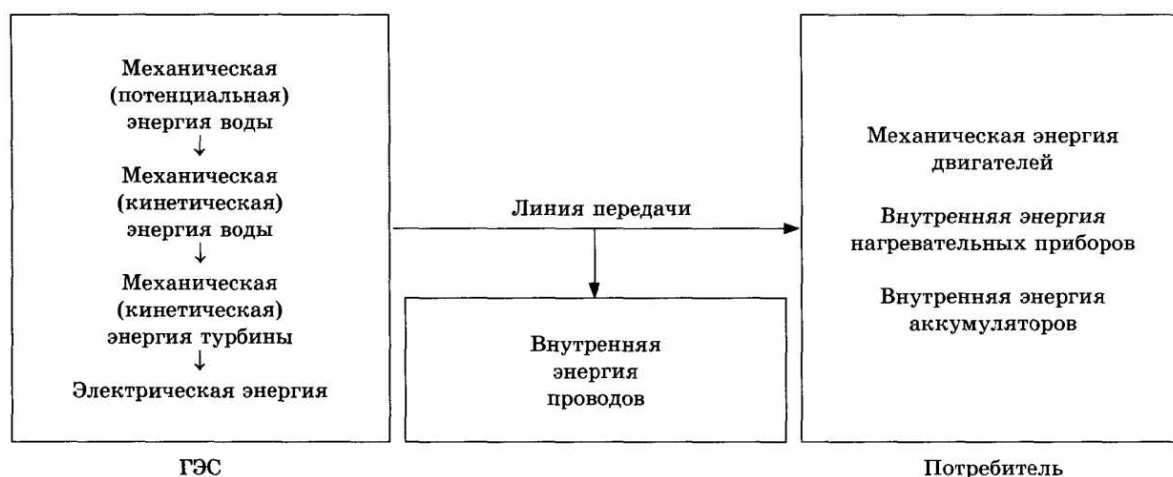 Механическая
(потенциальная)
энергия воды
↓
Механическая
(кинетическая)
энергия воды
↓
Механическая
(кинетическая)
энергия турбины
↓
Электрическая энергия
ГЭС
Линия передачи
Внутренняя
энергия
проводов
Механическая энергия
двигателей
Внутренняя энергия
нагревательных приборов
Внутренняя энергия
аккумуляторов
Потребитель